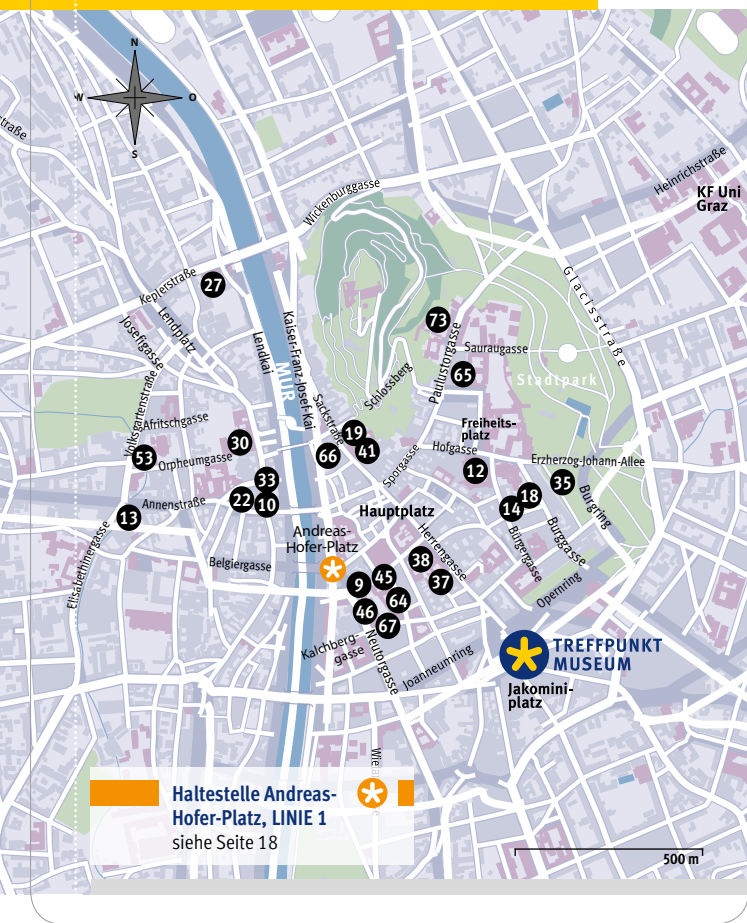 N
W
O
S
traße
Wickenburggasse
Heinrichstraße
KF Uni
Graz
Keplerstraße
27
Glacisstraße
Lendplatz
Josefigasse
Lendkai
Kaiser-Franz-Josef-Kai
MUR
73
Sauraugasse
Paulustorgasse
65
Schlossberg
Stadtpark
Volksgartenstraße
Afritschgasse
Sackstraße
19
41
66
Freiheits-
platz
Hofgasse
Sporgasse
30
53
Orpheumgasse
33
12
Erzherzog-Johann-Allee
35
18
14
Burgring
22
10
Annenstraße
13
Hauptplatz
Andreas-
Hofer-Platz
Herrengasse
Bürgergasse
Burggasse
Elisabethinergasse
Belgiergasse
38
37
9
45
64
46
67
Opernring
Kalchberg-
gasse
Neutorgasse
Joanneumring
TREFFPUNKT
MUSEUM
Jakomini-
platz
Wie
e
Haltestelle Andreas-
Hofer-Platz, LINIE 1
siehe Seite 18
500 m